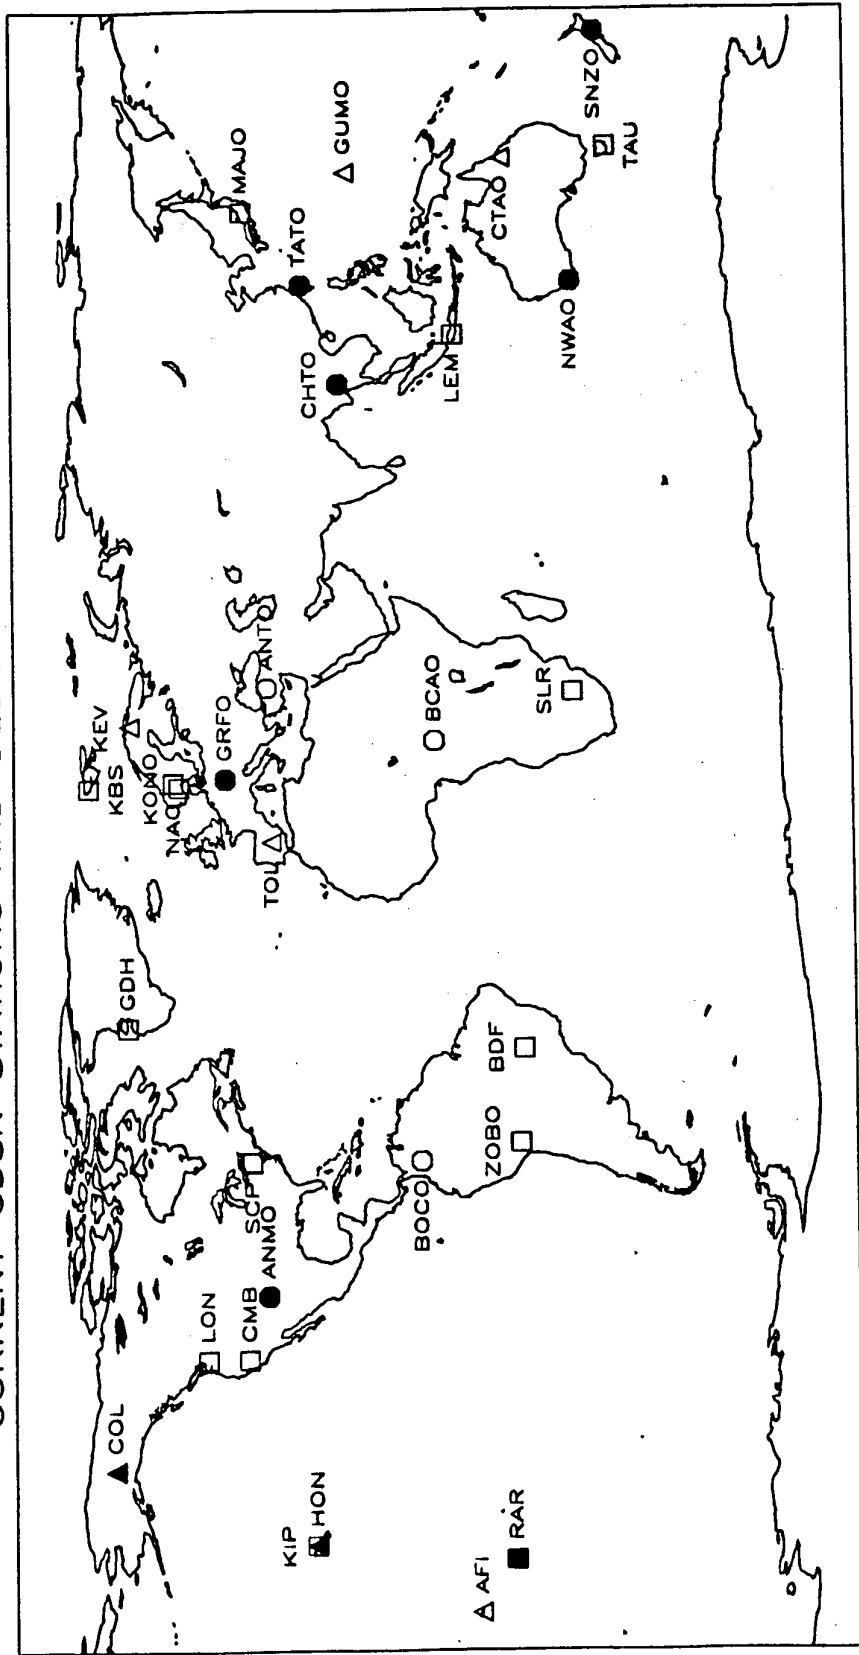 COL
LON
CMB
ANMO
SCP
KIP
HON
AFI
RAR
GDH
BOCO
ZOBO
BDF
KBS
KEV
KONO
NAO
GRFO
TOL
ANTO
BCAO
SLR
MAJO
TATO
GUMO
CHTO
LEM
CTAO
NWAO
TAU
SNZO